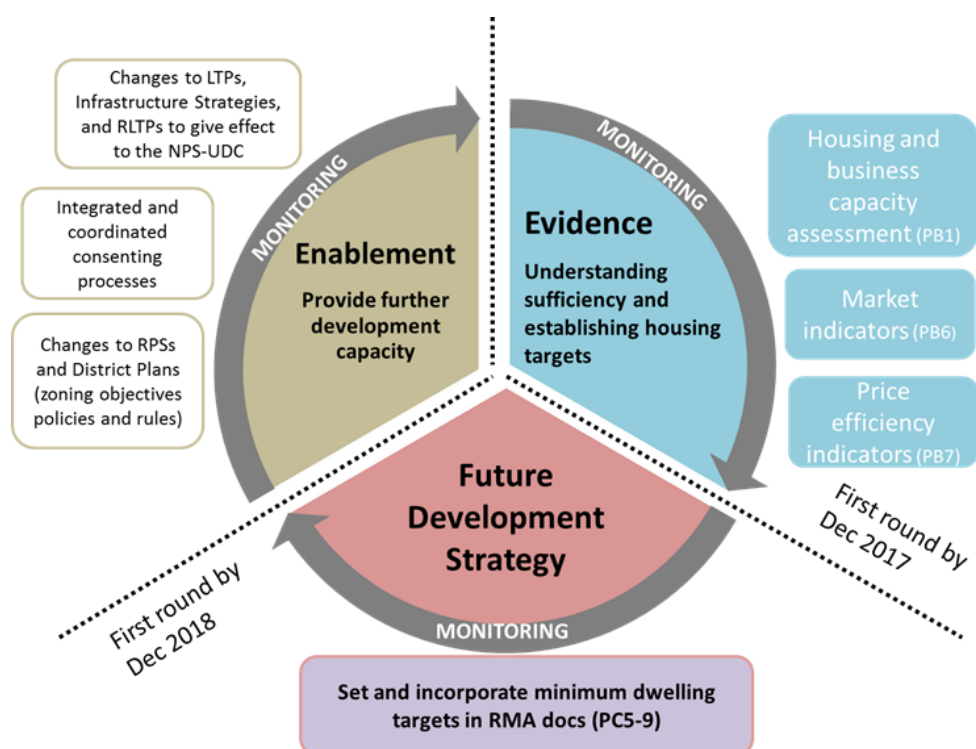 Changes to LTPs,
Infrastructure Strategies,
and RLTPs to give effect
to the NPS-UDC
Integrated and
coordinated
consenting
processes
Changes to RPSs
and District Plans
(zoning objectives
policies and rules)
MONITORING
Enablement
Provide further
development
capacity
MONITORING
Evidence
Understanding
sufficiency and
establishing housing
targets
Housing and
business
capacity
assessment (PB1)
Market
indicators (PB6)
Price
efficiency
indicators (PB7)
First round by
Dec 2017
Future
Development
Strategy
MONITORING
First round by
Dec 2018
Set and incorporate minimum dwelling
targets in RMA docs (PC5-9)